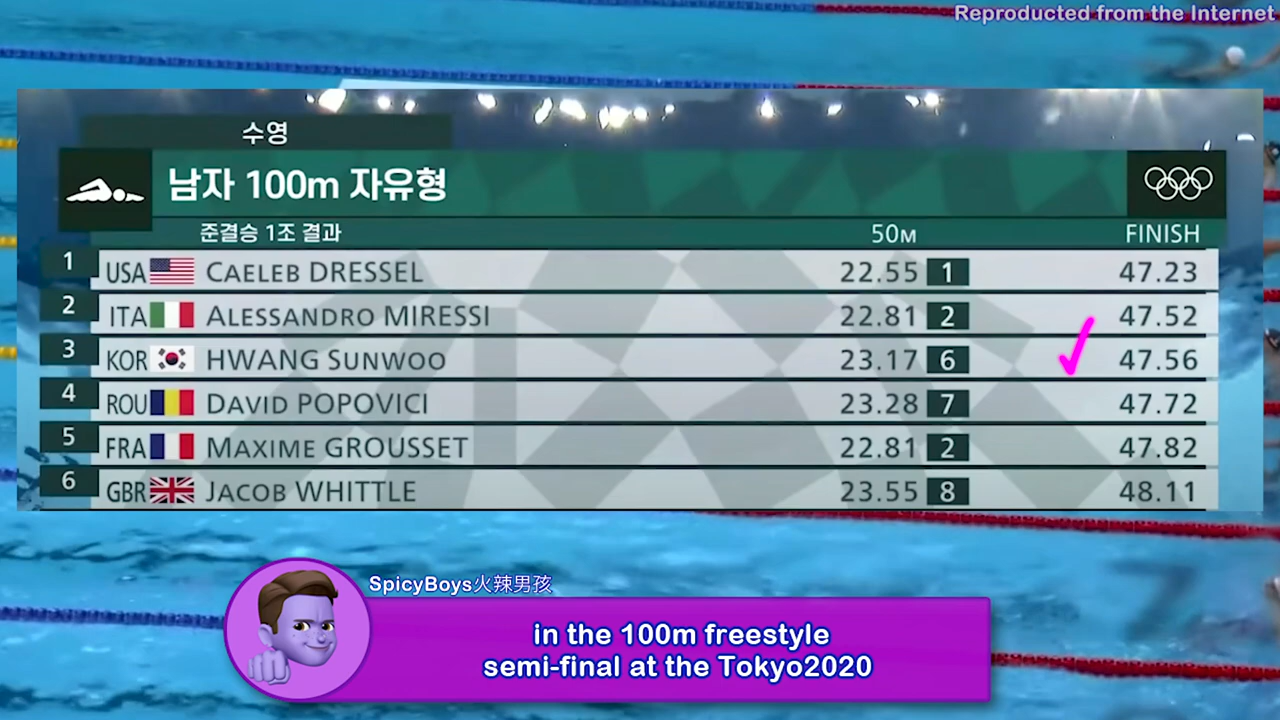 Reproducted from the Internet
수영
남자 100m 자유형
준결승 1조 결과 50M FINISH
1 USA CAELEB DRESSEL 22.55 1 47.23
2 ITA ALESSANDRO MIRESSI 22.81 2 47.52
3 KOR HWANG SUNWOO 23.17 6 47.56
4 ROU DAVID POPOVICI 23.28 7 47.72
5 FRA MAXIME GROUSSET 22.81 2 47.82
6 GBR JACOB WHITTLE 23.55 8 48.11
SpicyBoys火辣男孩
in the 100m freestyle
semi-final at the Tokyo2020